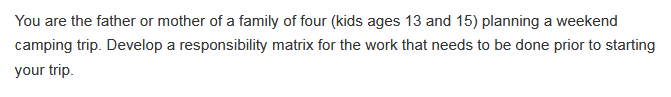 You are the father or mother of a family of four (kids ages 13 and 15) planning a weekend
camping trip. Develop a responsibility matrix for the work that needs to be done prior to starting
your trip.